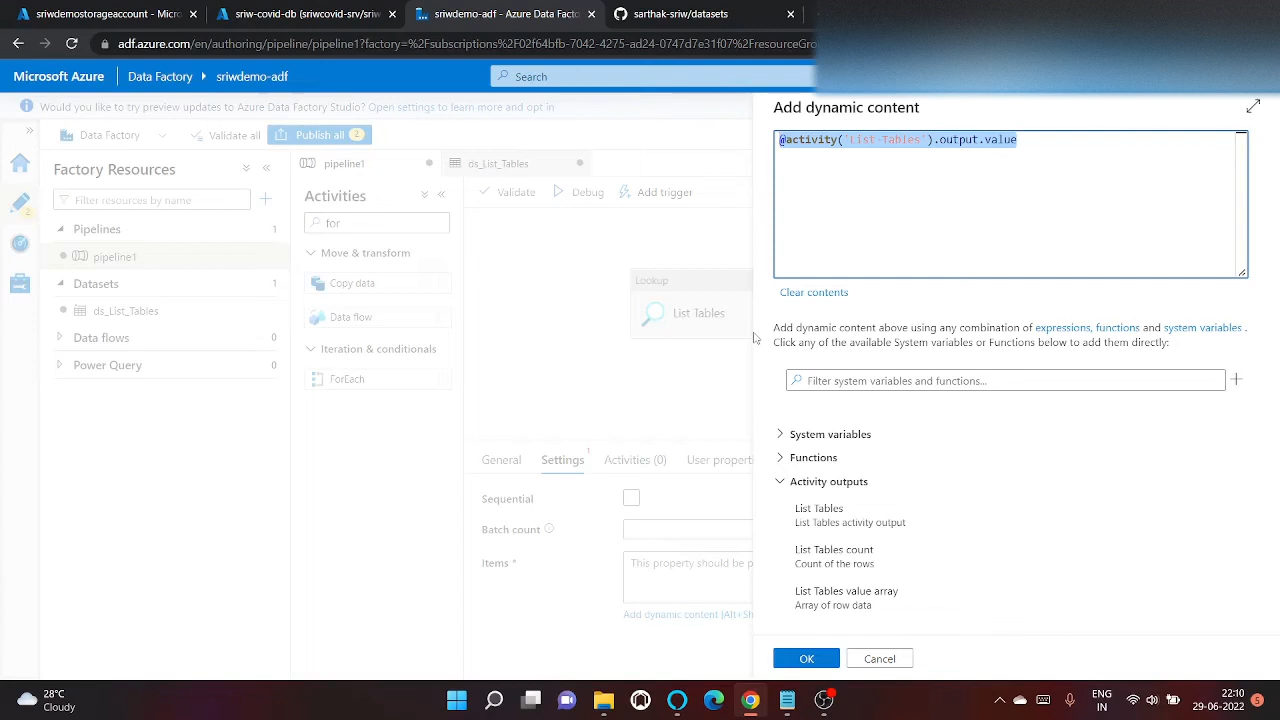 sriwdemostaccount - Microsoft Az
sriw-covid-db (sriwcovid-srv/sriw
sriwdemo-adf - Azure Data Facto
sarthak-sriw/datasets
adf.azure.com/en/authoring/pipeline/pipeline1?factory=%2Fsubscriptions%2F02f64bfb-7042-4275-ad24-0747d7e31f07%2FresourceGro
Microsoft Azure
Data Factory
sriwdemo-adf
Search
Would you like to try preview updates to Azure Data Factory Studio? Open settings to learn more and opt in
Data Factory
Validate all
Publish all
2
Factory Resources
Filter resources by name
Pipelines
1
pipeline1
Datasets
1
ds_List_Tables
Data flows
0
Power Query
0
pipeline1
ds_List_Tables
Activities
for
Move & transform
Copy data
Data flow
Iteration & conditionals
ForEach
Validate
Debug
Add trigger
Lookup
List Tables
General
Settings
1
Activities (0)
User properti
Sequential
Batch count
Items *
This property should be p
Add dynamic content [Alt+Sh
Add dynamic content
@activity('List Tables').output.value
Clear contents
Add dynamic content above using any combination of expressions, functions and system variables .
Click any of the available System variables or Functions below to add them directly:
Filter system variables and functions...
System variables
Functions
Activity outputs
List Tables
List Tables activity output
List Tables count
Count of the rows
List Tables value array
Array of row data
OK
Cancel
28°C
Cloudy
ENG
IN
22:10
29-06-2022
5